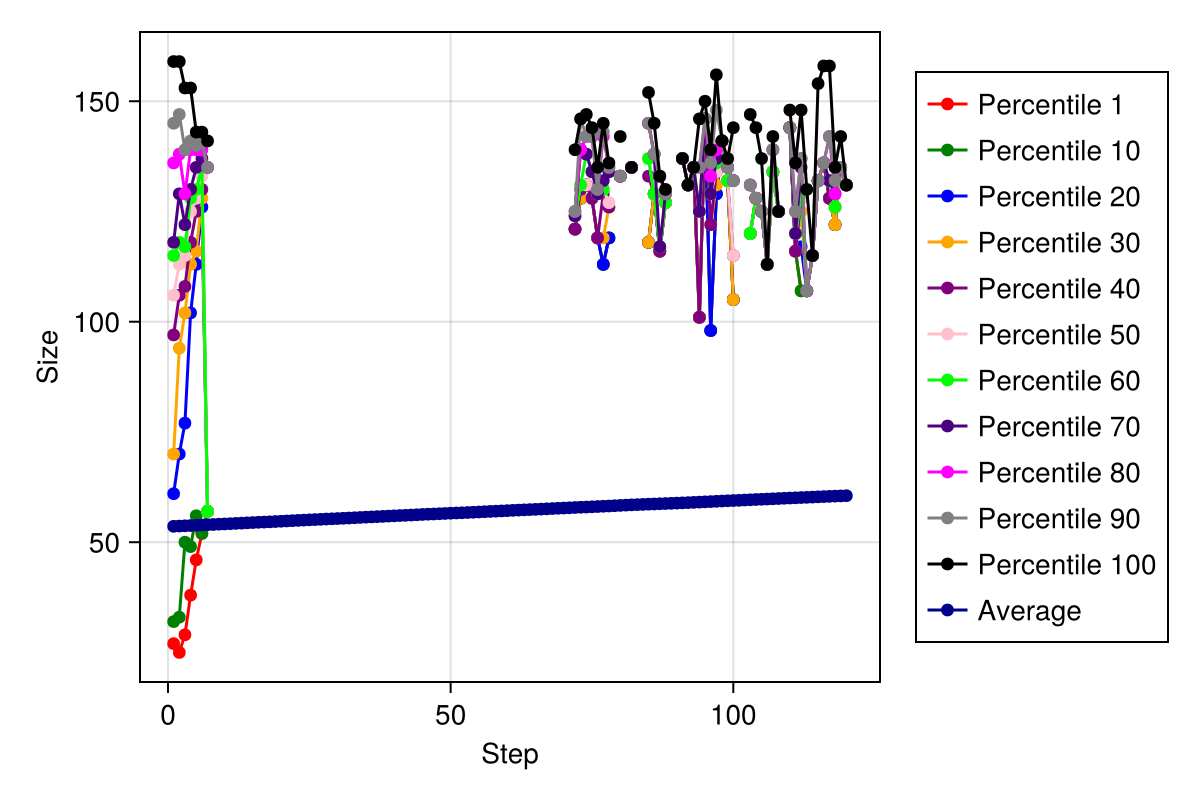 150
100
50
Size
0
50
100
Step
Percentile 1
Percentile 10
Percentile 20
Percentile 30
Percentile 40
Percentile 50
Percentile 60
Percentile 70
Percentile 80
Percentile 90
Percentile 100
Average